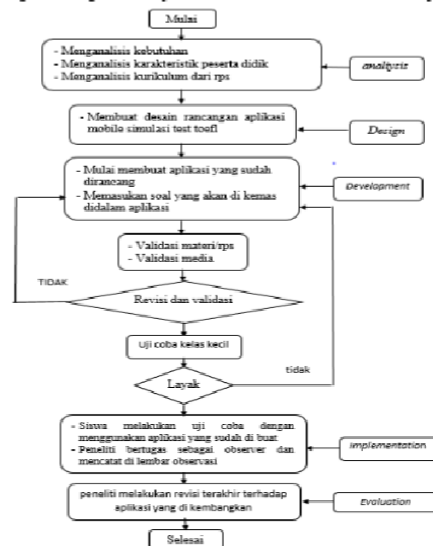 Mulai
- Menganalisis kebutuhan
- Menganalisis karakteristik peserta didik
- Menganalisis kurikulum dari rps
analiysis
- Membuat desain rancangan aplikasi
mobile simulasi test toefl
Design
- Mulai membuat aplikasi yang sudah
dirancang
- Memasukan soal yang akan di kemas
didalam aplikasi
Development
- Validasi materi/rps
- Validasi media
TIDAK
Revisi dan validasi
Uji coba kelas kecil
tidak
Layak
- Siswa melakukan uji coba dengan
menggunakan aplikasi yang sudah di buat
- Peneliti bertugas sebagai observer dan
mencatat di lembar observasi
Implementation
peneliti melakukan revisi terakhir terhadap
aplikasi yang di kembangkan
Evaluation
Selesai